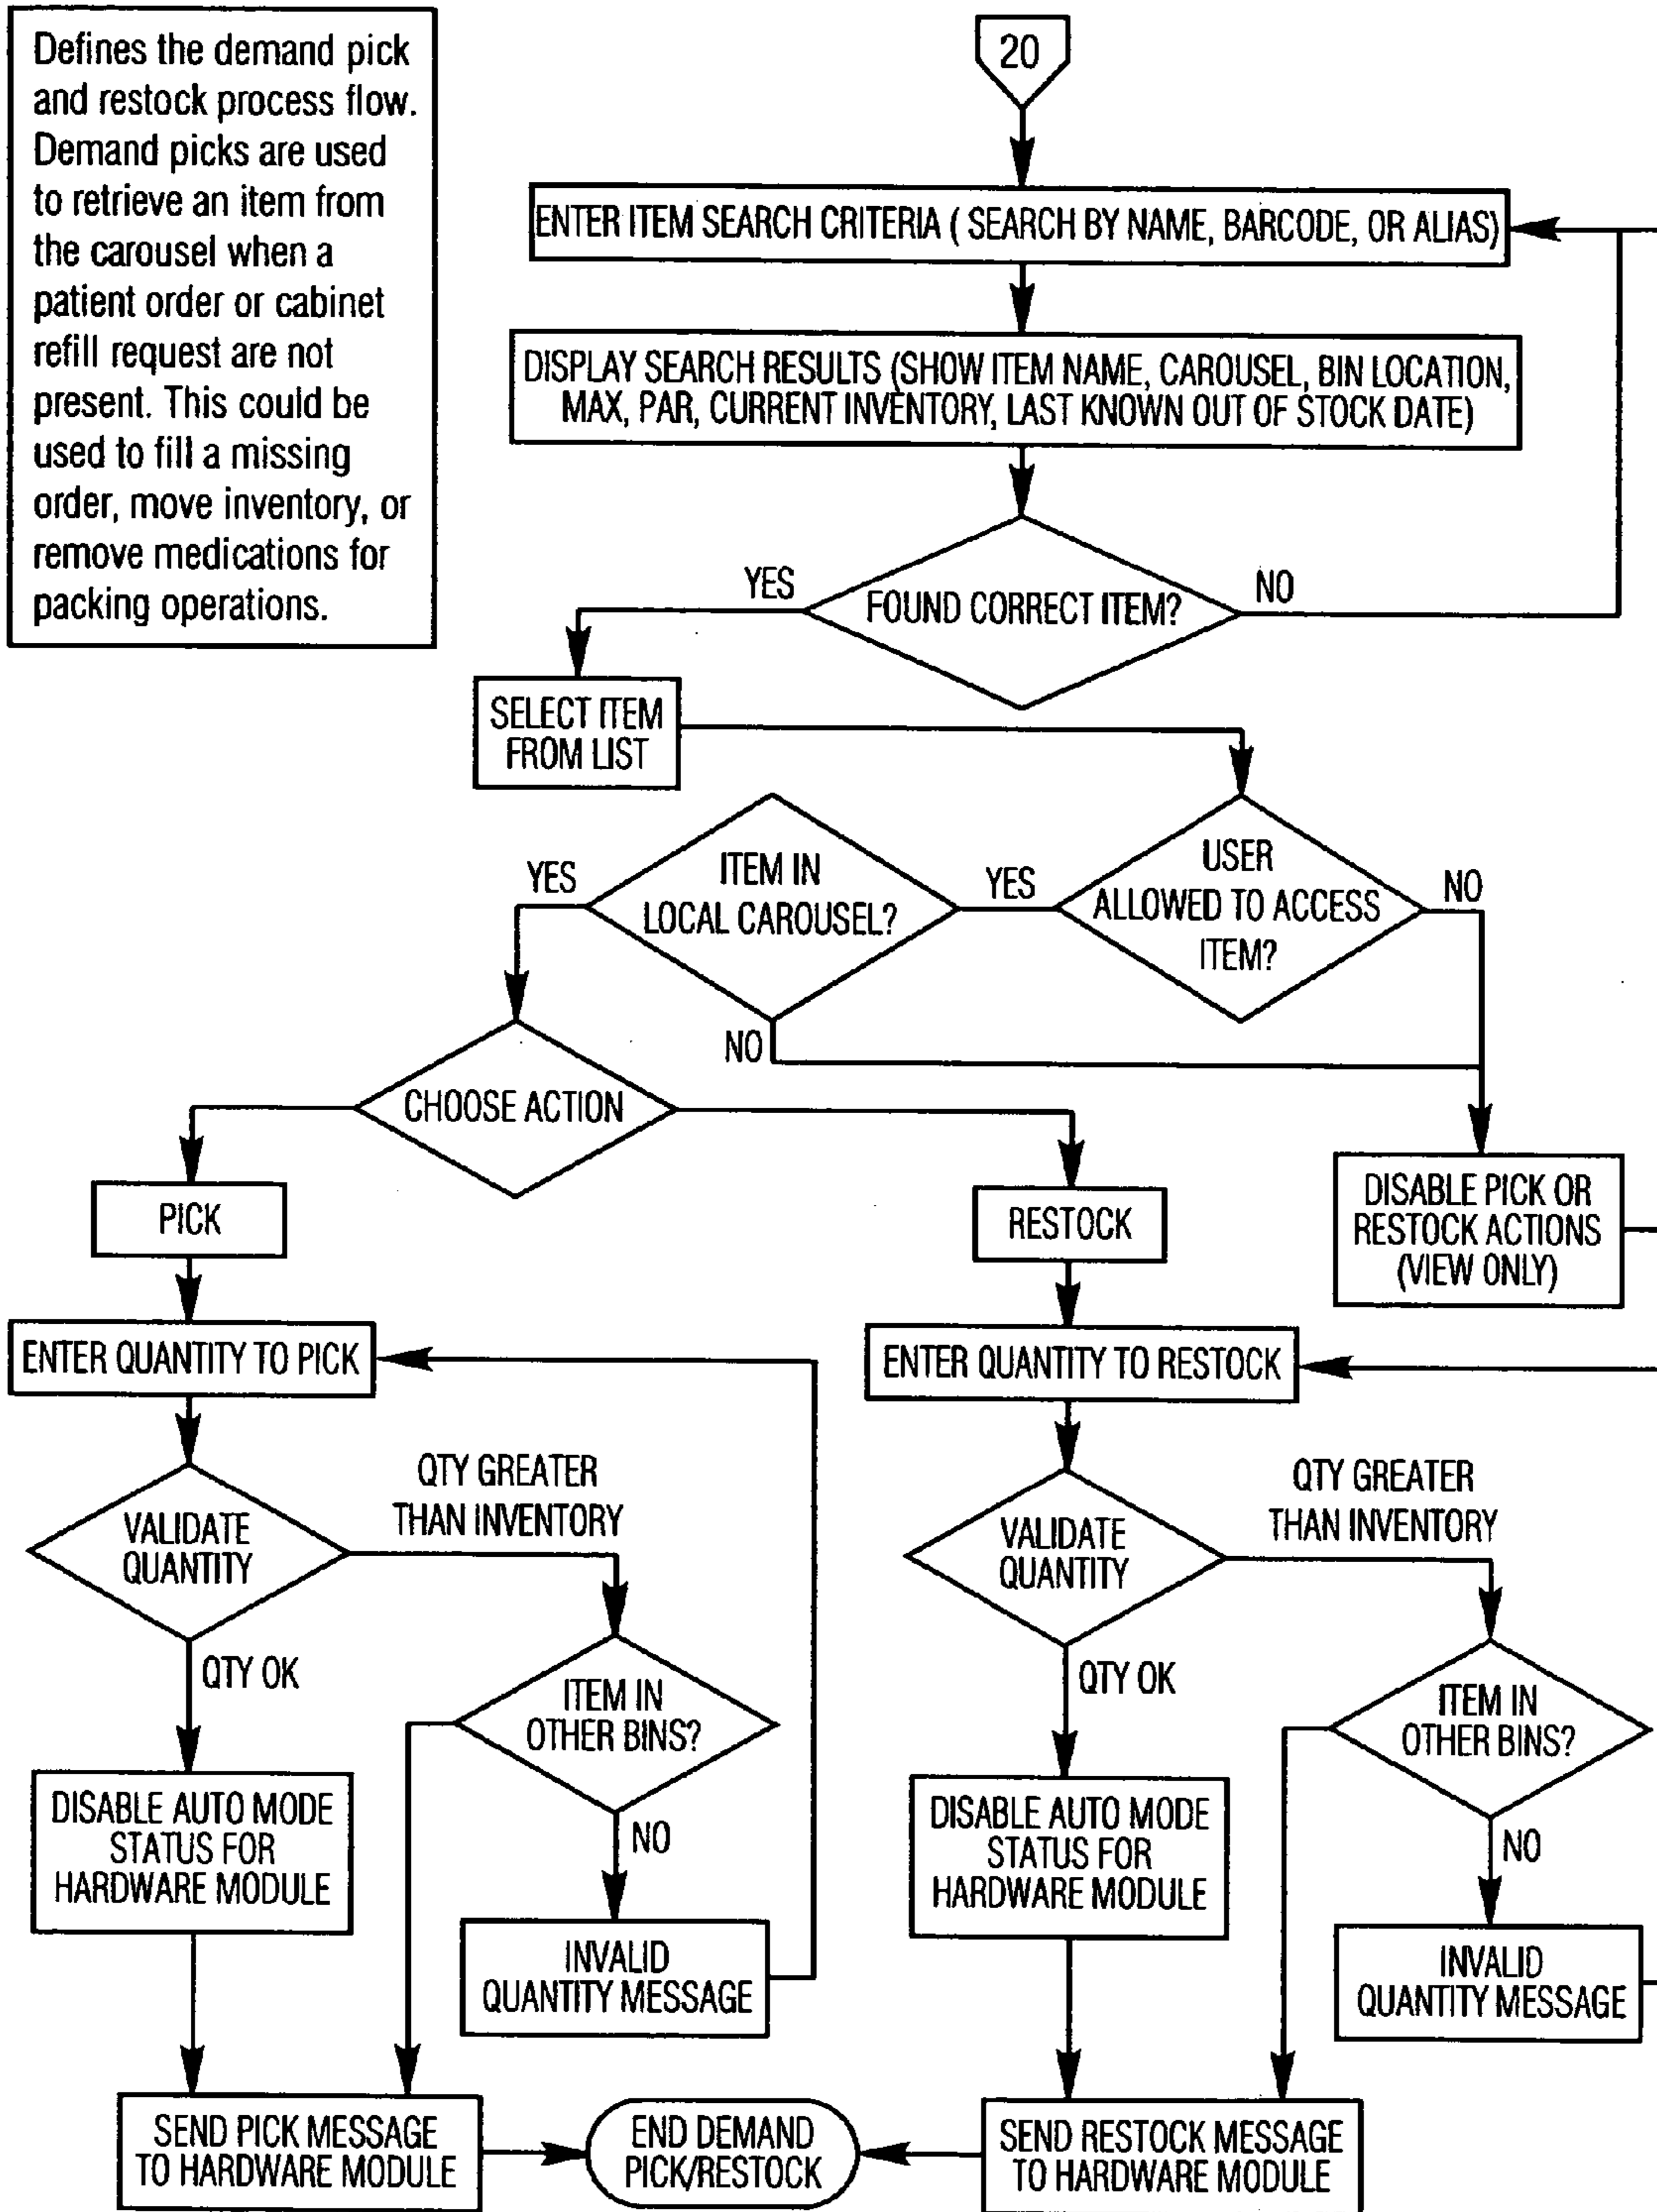 Defines the demand pick
and restock process flow.
Demand picks are used
to retrieve an item from
the carousel when a
patient order or cabinet
refill request are not
present. This could be
used to fill a missing
order, move inventory, or
remove medications for
packing operations.
20
ENTER ITEM SEARCH CRITERIA ( SEARCH BY NAME, BARCODE, OR ALIAS)
DISPLAY SEARCH RESULTS (SHOW ITEM NAME, CAROUSEL, BIN LOCATION,
MAX, PAR, CURRENT INVENTORY, LAST KNOWN OUT OF STOCK DATE)
FOUND CORRECT ITEM?
YES
NO
SELECT ITEM
FROM LIST
USER
ALLOWED TO ACCESS
ITEM?
YES
NO
ITEM IN
LOCAL CAROUSEL?
YES
NO
CHOOSE ACTION
PICK
RESTOCK
DISABLE PICK OR
RESTOCK ACTIONS
(VIEW ONLY)
ENTER QUANTITY TO PICK
VALIDATE
QUANTITY
QTY GREATER
THAN INVENTORY
QTY OK
ITEM IN
OTHER BINS?
NO
DISABLE AUTO MODE
STATUS FOR
HARDWARE MODULE
INVALID
QUANTITY MESSAGE
SEND PICK MESSAGE
TO HARDWARE MODULE
ENTER QUANTITY TO RESTOCK
VALIDATE
QUANTITY
QTY GREATER
THAN INVENTORY
QTY OK
ITEM IN
OTHER BINS?
NO
DISABLE AUTO MODE
STATUS FOR
HARDWARE MODULE
INVALID
QUANTITY MESSAGE
SEND RESTOCK MESSAGE
TO HARDWARE MODULE
END DEMAND
PICK/RESTOCK